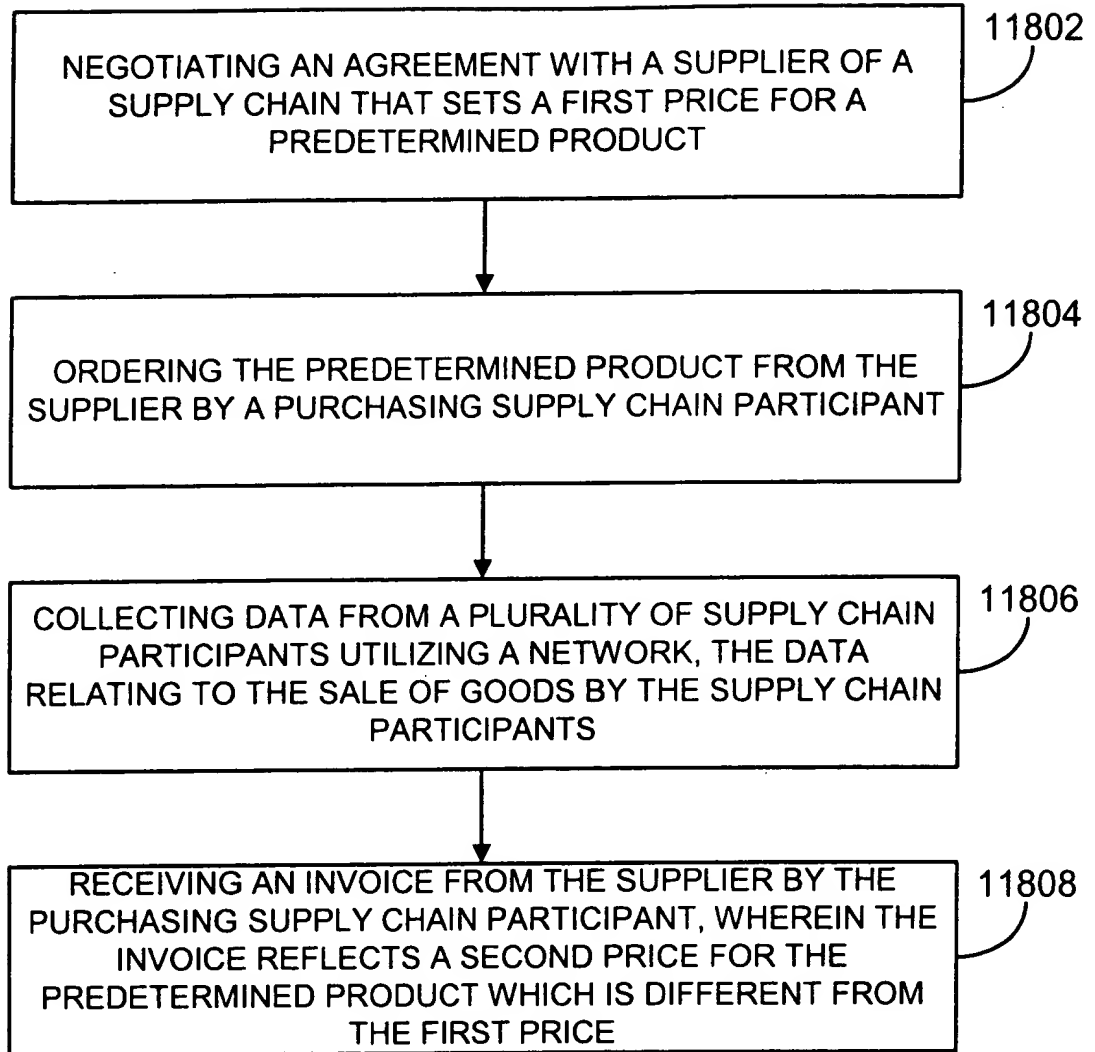 11802
NEGOTIATING AN AGREEMENT WITH A SUPPLIER OF A
SUPPLY CHAIN THAT SETS A FIRST PRICE FOR A
PREDETERMINED PRODUCT
11804
ORDERING THE PREDETERMINED PRODUCT FROM THE
SUPPLIER BY A PURCHASING SUPPLY CHAIN PARTICIPANT
11806
COLLECTING DATA FROM A PLURALITY OF SUPPLY CHAIN
PARTICIPANTS UTILIZING A NETWORK, THE DATA
RELATING TO THE SALE OF GOODS BY THE SUPPLY CHAIN
PARTICIPANTS
11808
RECEIVING AN INVOICE FROM THE SUPPLIER BY THE
PURCHASING SUPPLY CHAIN PARTICIPANT, WHEREIN THE
INVOICE REFLECTS A SECOND PRICE FOR THE
PREDETERMINED PRODUCT WHICH IS DIFFERENT FROM
THE FIRST PRICE